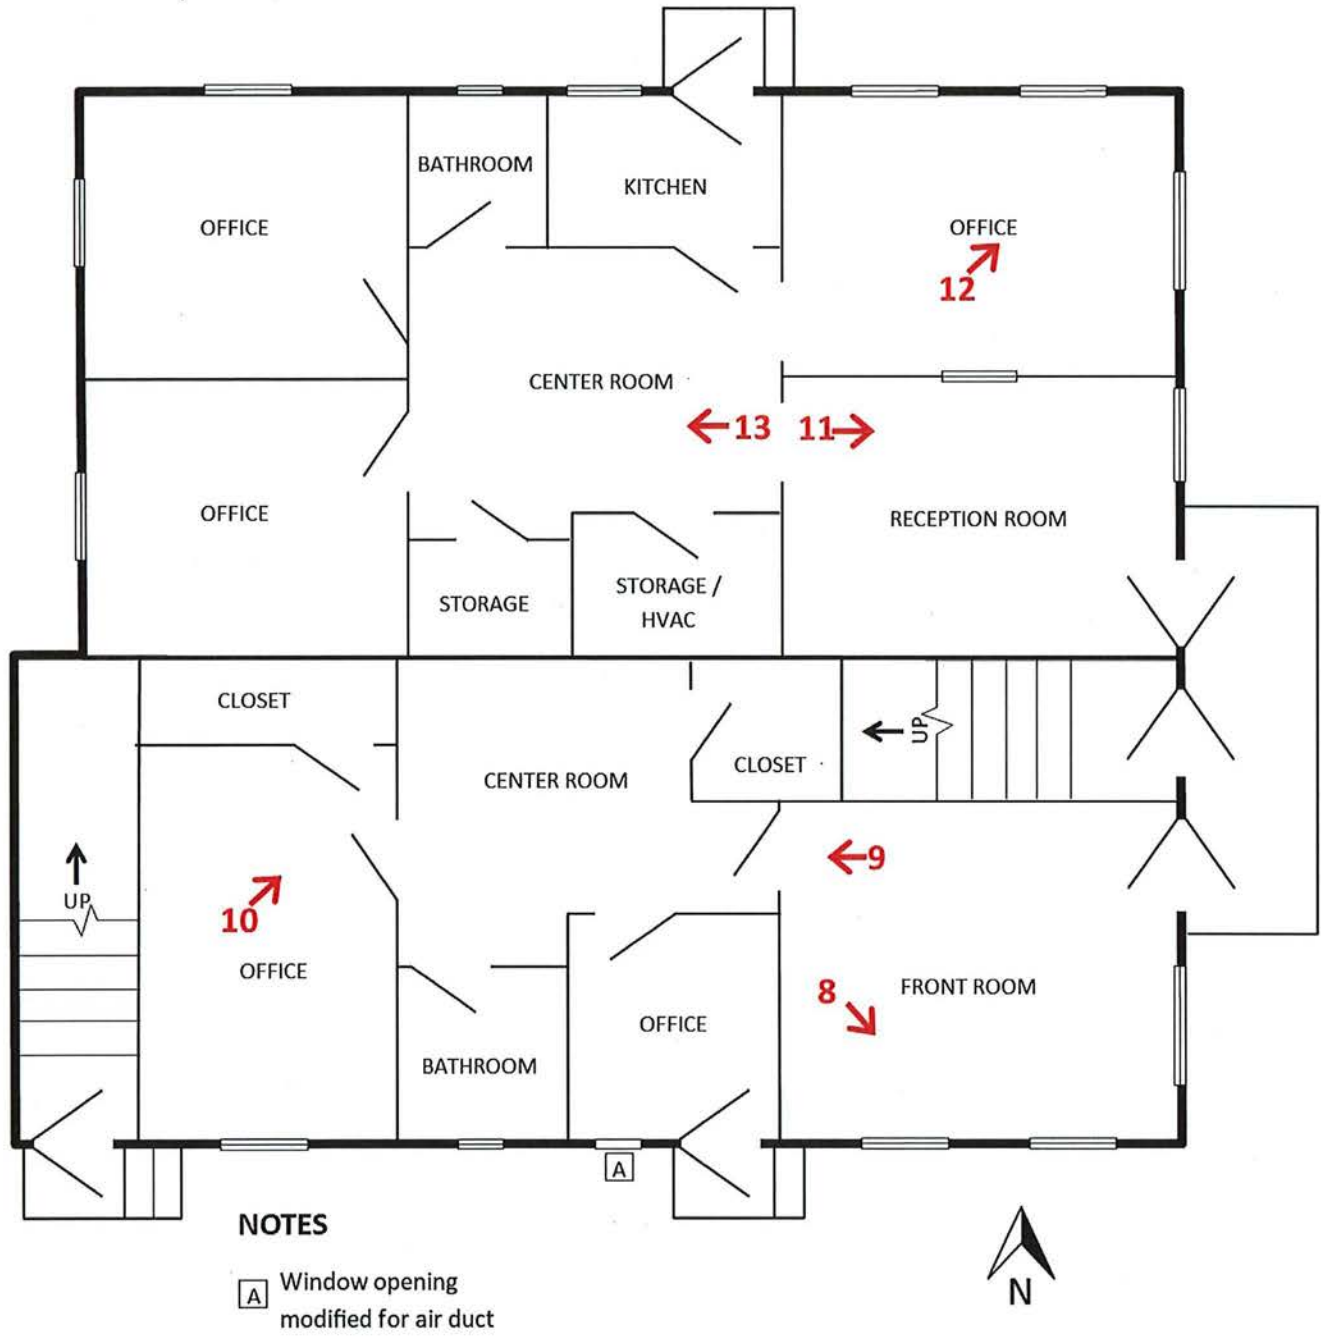 BATHROOM
KITCHEN
OFFICE
OFFICE
12
CENTER ROOM
13
11
OFFICE
RECEPTION ROOM
STORAGE
STORAGE /
HVAC
CLOSET
UP
CENTER ROOM
CLOSET
9
UP
10
OFFICE
8
FRONT ROOM
OFFICE
BATHROOM
A
NOTES
A Window opening
modified for air duct
N